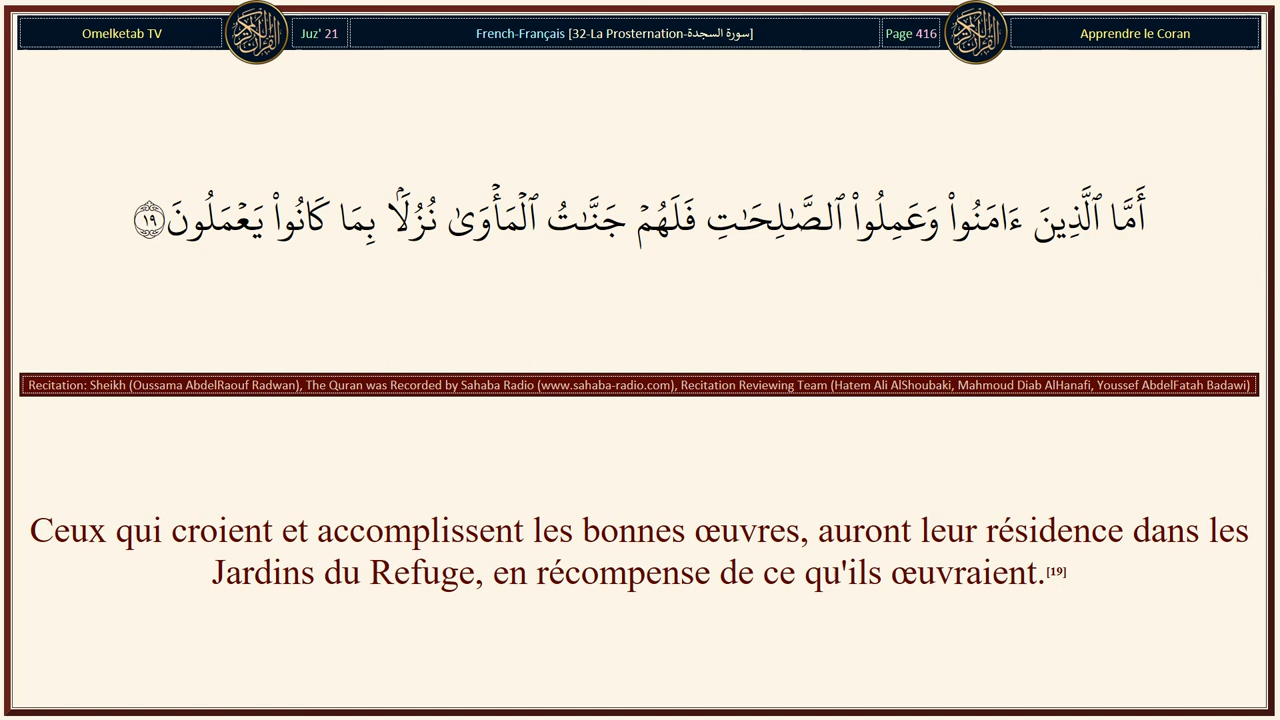 Omelketab TV
Juz' 21
French-Français [32-La Prosternation-سورة السجدة]
Page 416
Apprendre le Coran
أَمَّا ٱلَّذِينَ ءَامَنُوا۟ وَعَمِلُوا۟ ٱلصَّـٰلِحَـٰتِ فَلَهُمۡ جَنَّـٰتُ ٱلۡمَأۡوَىٰ نُزُلَۢا بِمَا كَانُوا۟ يَعۡمَلُونَ ١٩
Recitation: Sheikh (Oussama AbdelRaouf Radwan), The Quran was Recorded by Sahaba Radio (www.sahaba-radio.com), Recitation Reviewing Team (Hatem Ali AlShoubaki, Mahmoud Diab AlHanafi, Youssef AbdelFatah Badawi)
Ceux qui croient et accomplissent les bonnes œuvres, auront leur résidence dans les
Jardins du Refuge, en récompense de ce qu'ils œuvraient.[19]